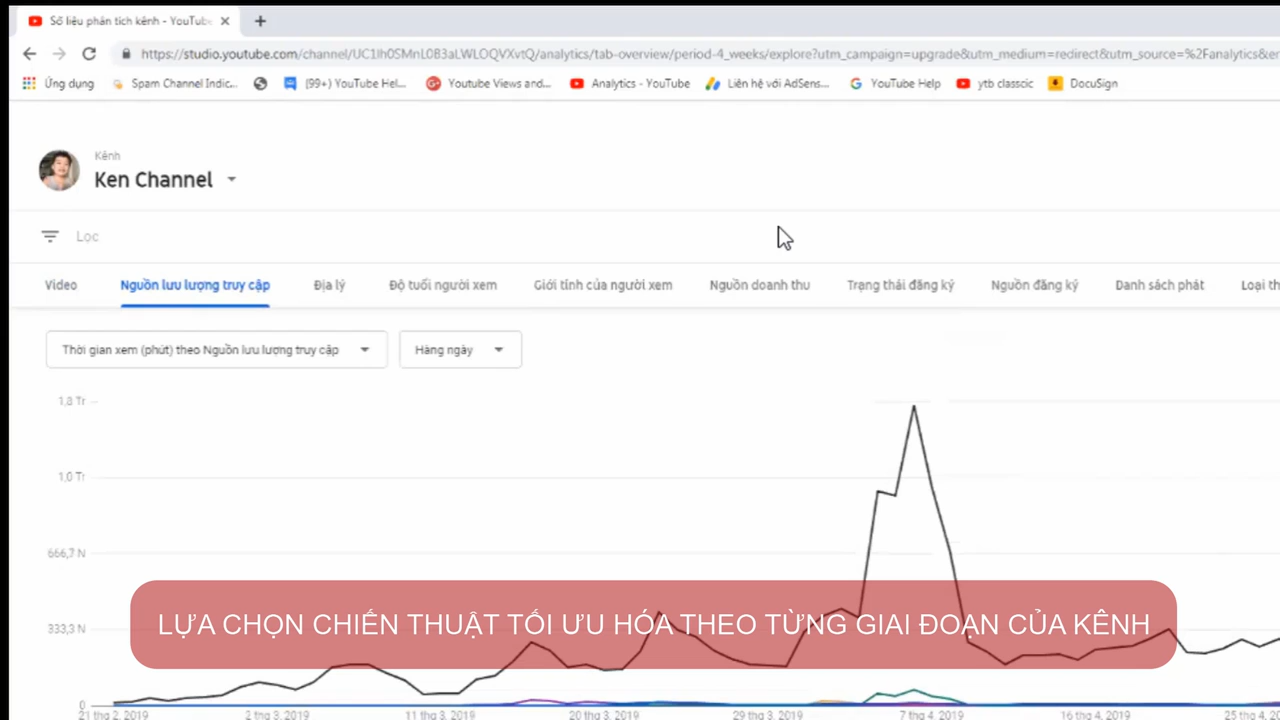 Số liệu phân tích kênh - YouTube
https://studio.youtube.com/channel/UC1Ih0SMnL0B3aLWLOQVXvtQ/analytics/tab-overview/period-4_weeks/explore?utm_campaign=upgrade&utm_medium=redirect&utm_source=%2Fanalytics&
Ứng dụng
Spam Channel Indic...
(99+) YouTube Hel...
Youtube Views and...
Analytics - YouTube
Liên hệ với AdSens...
YouTube Help
ytb classcic
DocuSign
Kênh
Ken Channel
Lọc
Video
Nguồn lưu lượng truy cập
Địa lý
Độ tuổi người xem
Giới tính của người xem
Nguồn doanh thu
Trạng thái đăng ký
Nguồn đăng ký
Danh sách phát
Loại th
Thời gian xem (phút) theo Nguồn lưu lượng truy cập
Hàng ngày
1,8 Tr
1,0 Tr
666,7 N
333,3 N
0
LỰA CHỌN CHIẾN THUẬT TỐI ƯU HÓA THEO TỪNG GIAI ĐOẠN CỦA KÊNH
21 thg 2, 2019
2 thg 3, 2019
11 thg 3, 2019
20 thg 3, 2019
29 thg 3, 2019
7 thg 4, 2019
16 thg 4, 2019
25 thg 4